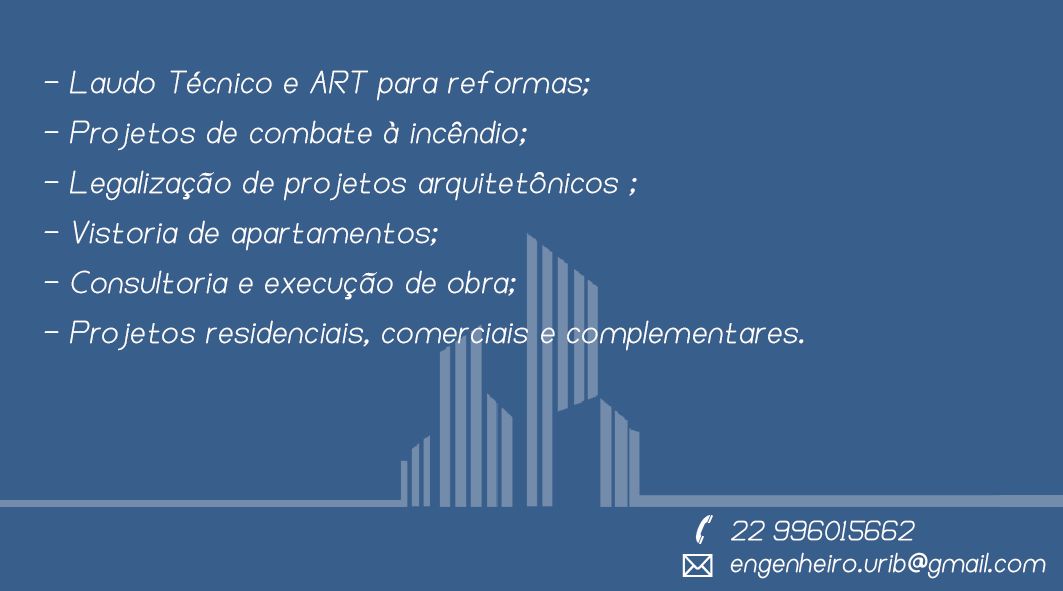 - Laudo Técnico e ART para reformas;
- Projetos de combate à incêndio;
- Legalização de projetos arquitetônicos ;
- Vistoria de apartamentos;
- Consultoria e execução de obra;
- Projetos residenciais, comerciais e complementares.
22 996015662
engenheiro.urib@gmail.com